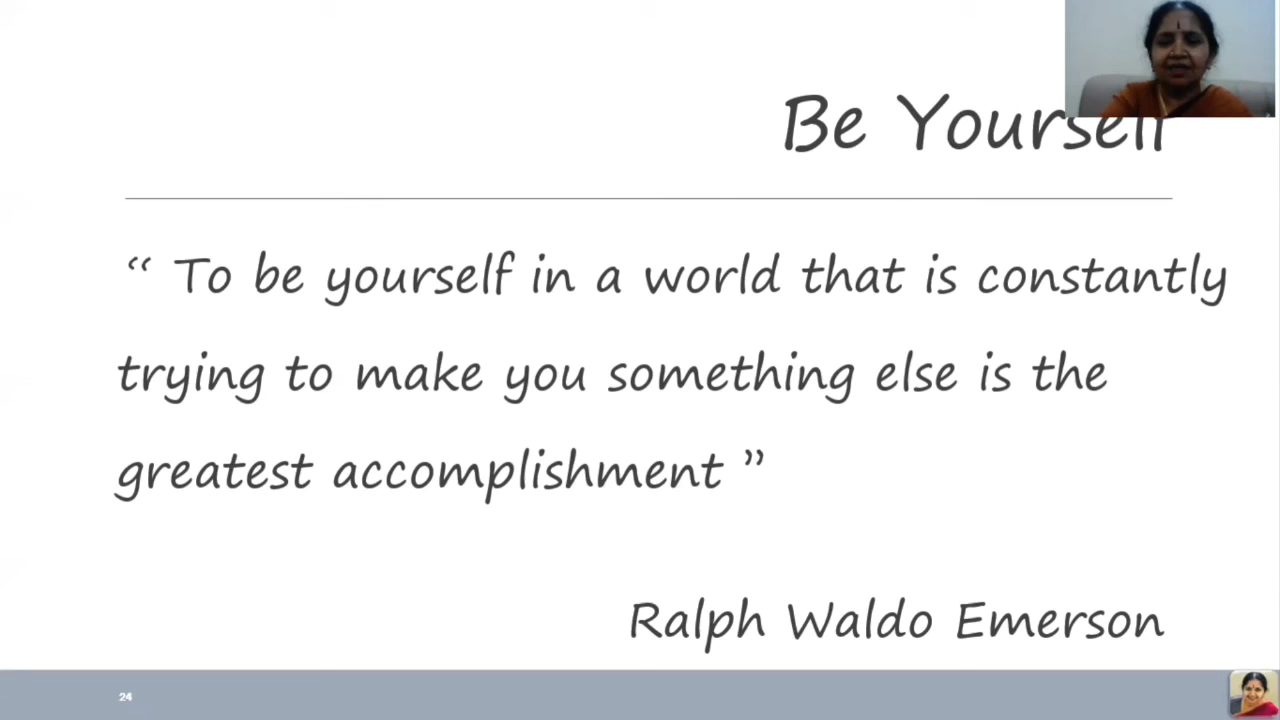 Be Yourself
“ To be yourself in a world that is constantly
trying to make you something else is the
greatest accomplishment ”
Ralph Waldo Emerson
24